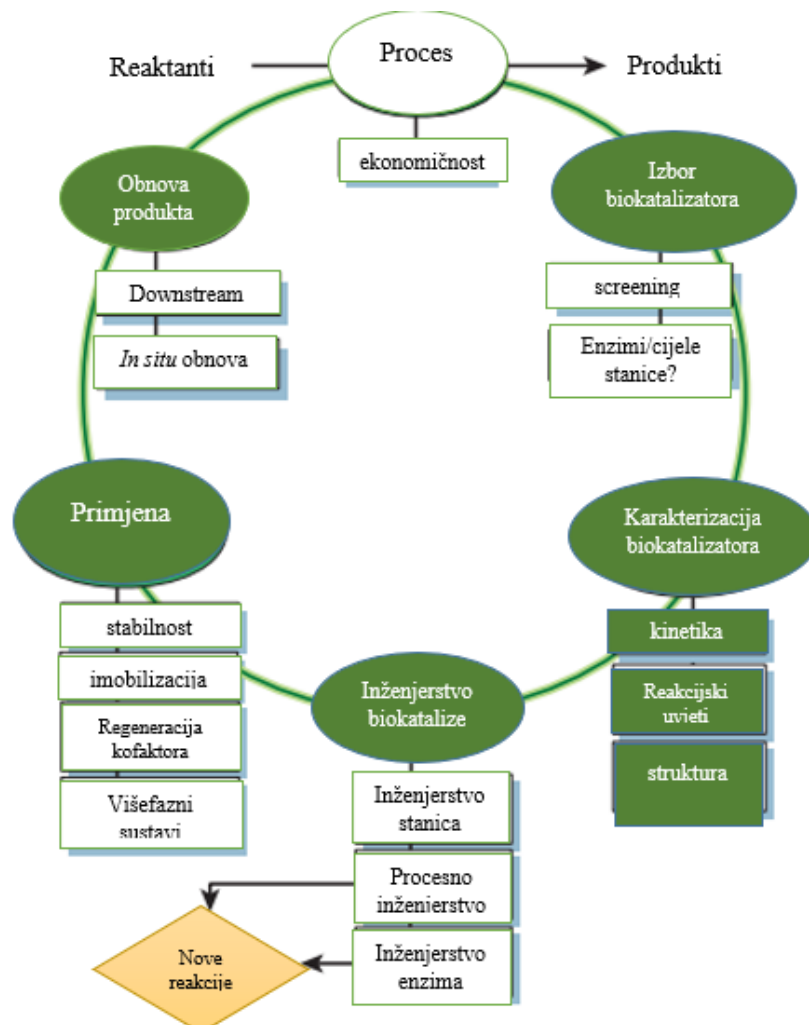 Reaktanti
Proces
Produkti
ekonomičnost
Izbor
biokatalizatora
screening
Enzimi/cijele
stanice?
Karakterizacija
biokatalizatora
kinetika
Reakcijski
uvieti
struktura
Inženjerstvo
biokatalize
Inženjerstvo
stanica
Procesno
inženierstvo
Inženjerstvo
enzima
Nove
reakcije
Primjena
stabilnost
imobilizacija
Regeneracija
kofaktora
Višefazni
sustavi
Obnova
produkta
Downstream
In situ obnova